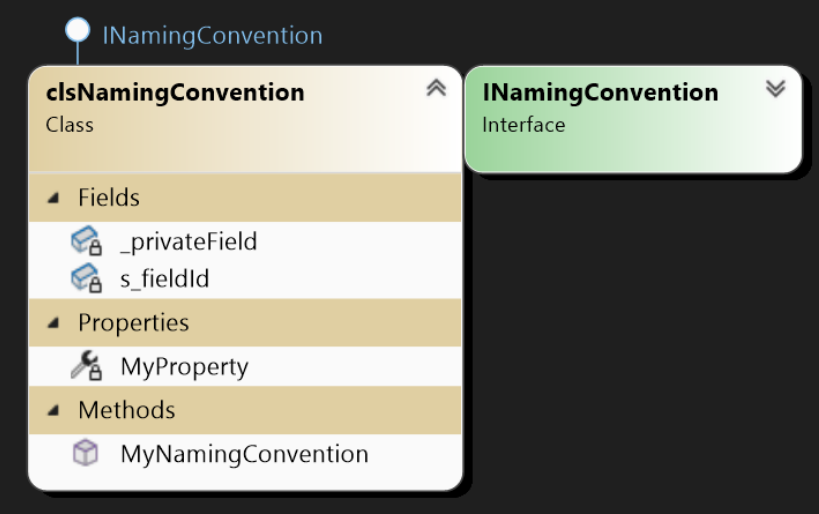 INamingConvention
clsNamingConvention
Class
Fields
_privateField
s_fieldId
Properties
MyProperty
Methods
MyNamingConvention
INamingConvention
Interface